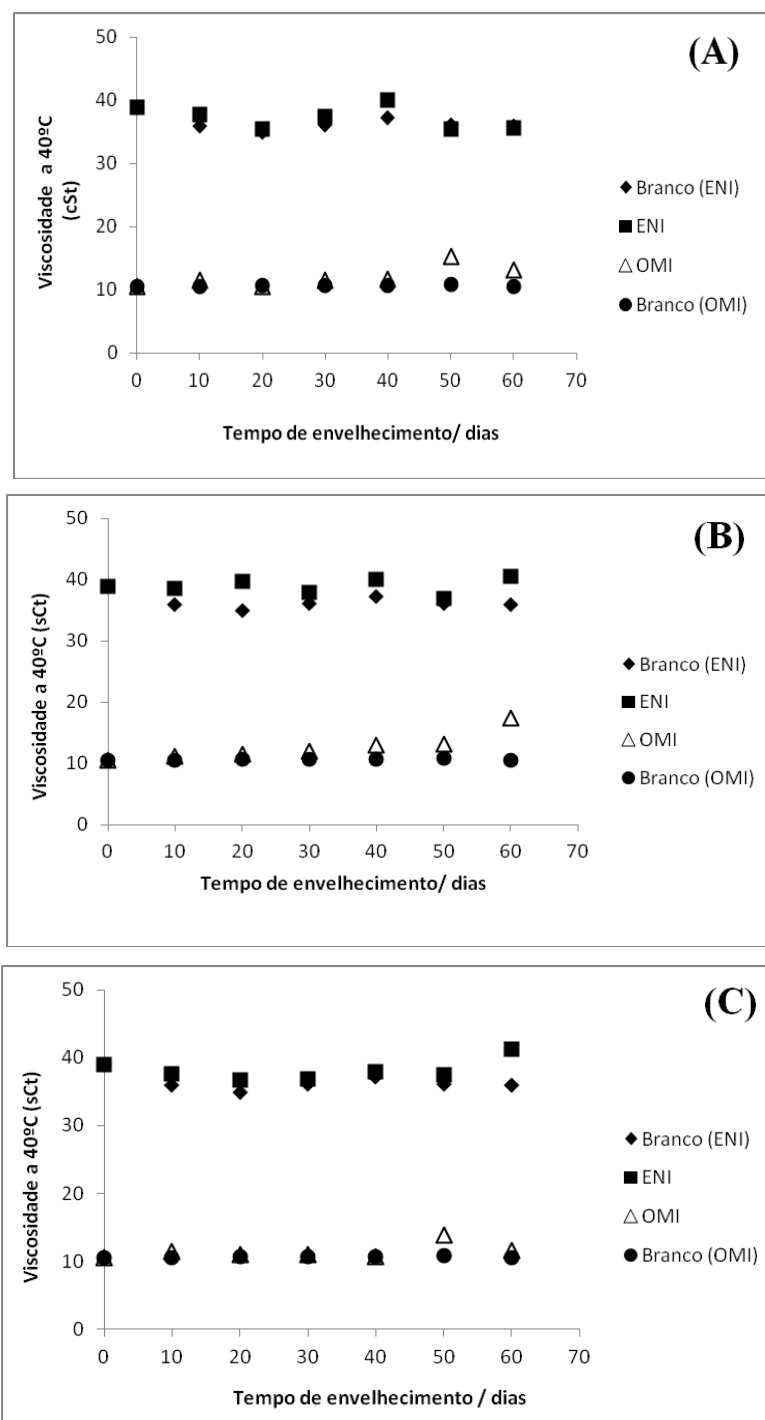 (A)
50
40
30
20
10
0
Viscosidade a 40ºC
(cSt)
0 10 20 30 40 50 60 70
Tempo de envelhecimento/ dias
Branco (ENI)
ENI
OMI
Branco (OMI)
(B)
50
40
30
20
10
0
Viscosidade a 40ºC (sCt)
0 10 20 30 40 50 60 70
Tempo de envelhecimento/ dias
Branco (ENI)
ENI
OMI
Branco (OMI)
(C)
50
40
30
20
10
0
Viscosidade a 40ºC (sCt)
0 10 20 30 40 50 60 70
Tempo de envelhecimento / dias
Branco (ENI)
ENI
OMI
Branco (OMI)